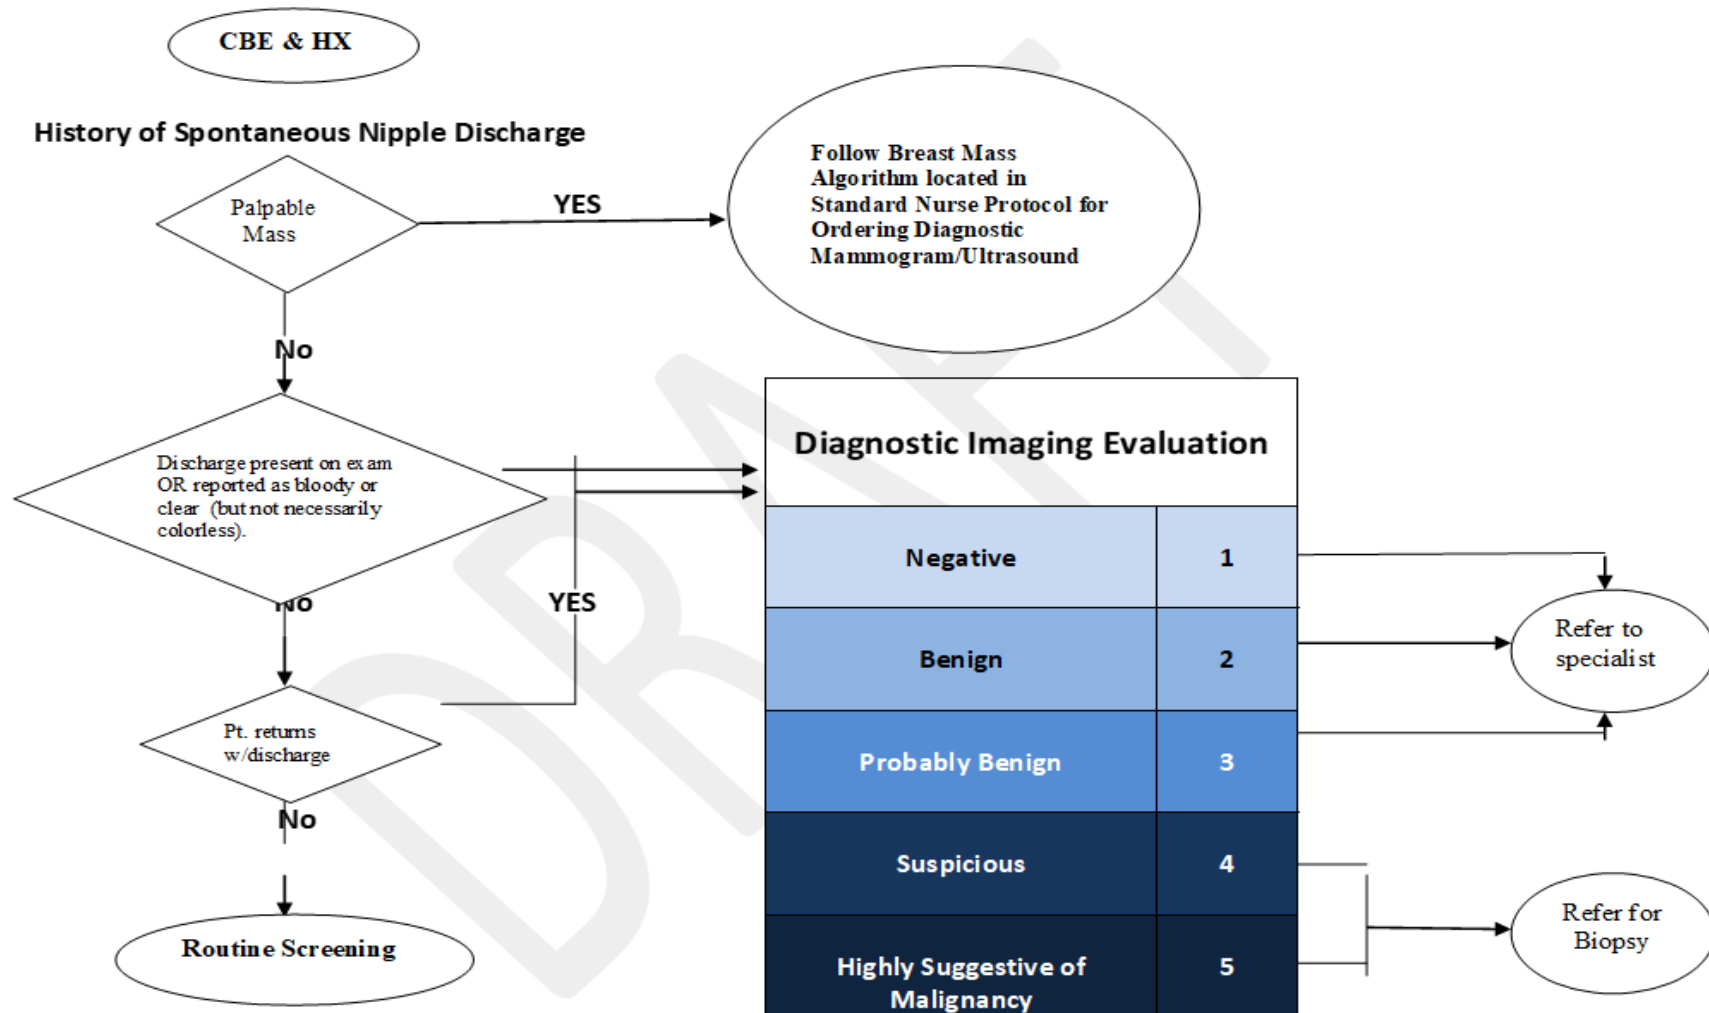 CBE & HX
History of Spontaneous Nipple Discharge
Palpable
Mass
YES
Follow Breast Mass
Algorithm located in
Standard Nurse Protocol for
Ordering Diagnostic
Mammogram/Ultrasound
No
Discharge present on exam
OR reported as bloody or
clear (but not necessarily
colorless).
No
YES
Pt. returns
w/discharge
No
Routine Screening
Diagnostic Imaging Evaluation
Negative 1
Benign 2
Probably Benign 3
Suspicious 4
Highly Suggestive of 5
Malignancy
Refer to
specialist
Refer for
Biopsy
DRAFT